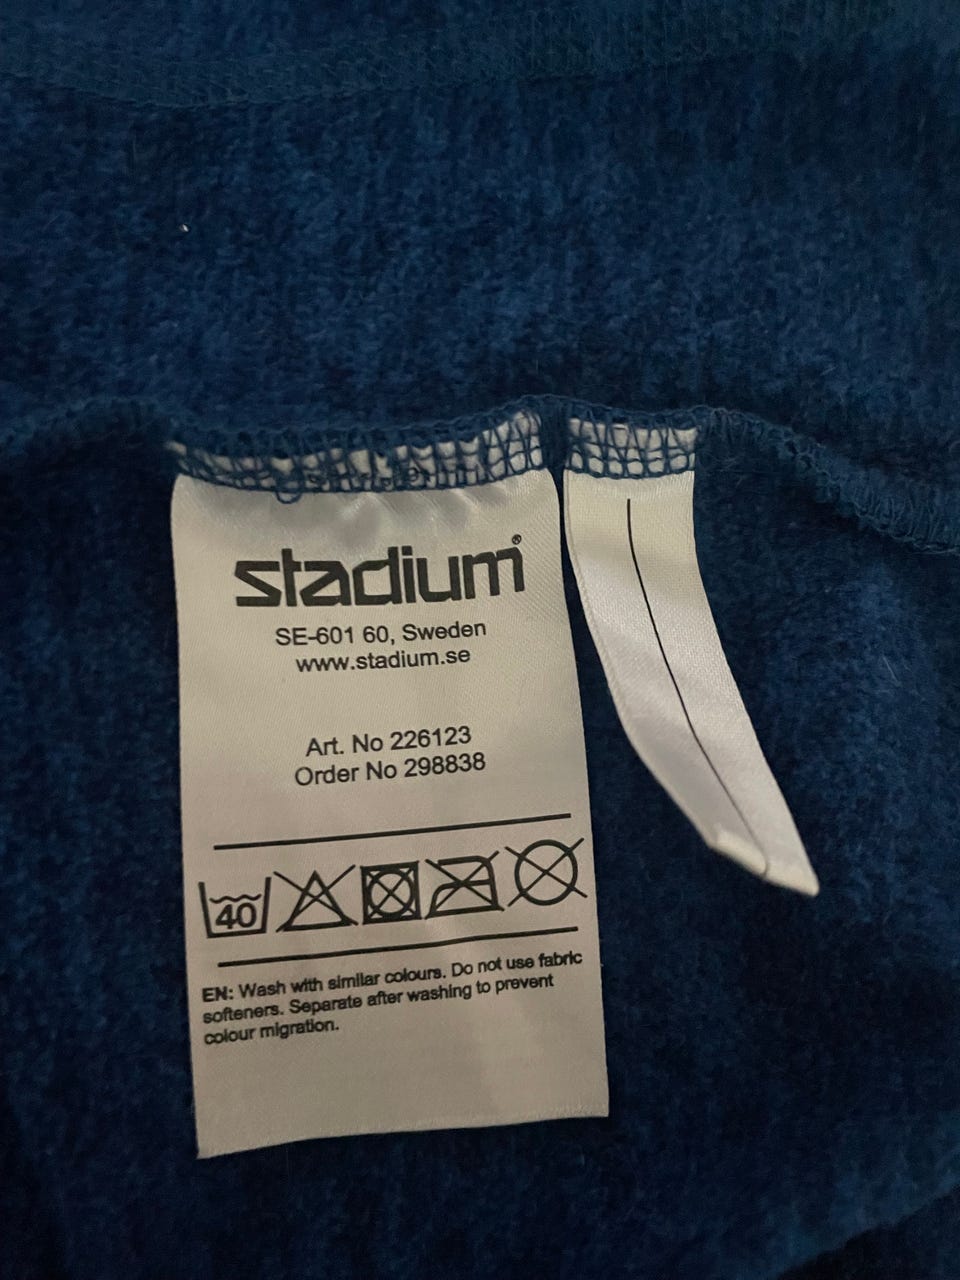 stadium®
SE-601 60, Sweden
www.stadium.se
Art. No 226123
Order No 298838
40
EN: Wash with similar colours. Do not use fabric
softeners. Separate after washing to prevent
colour migration.